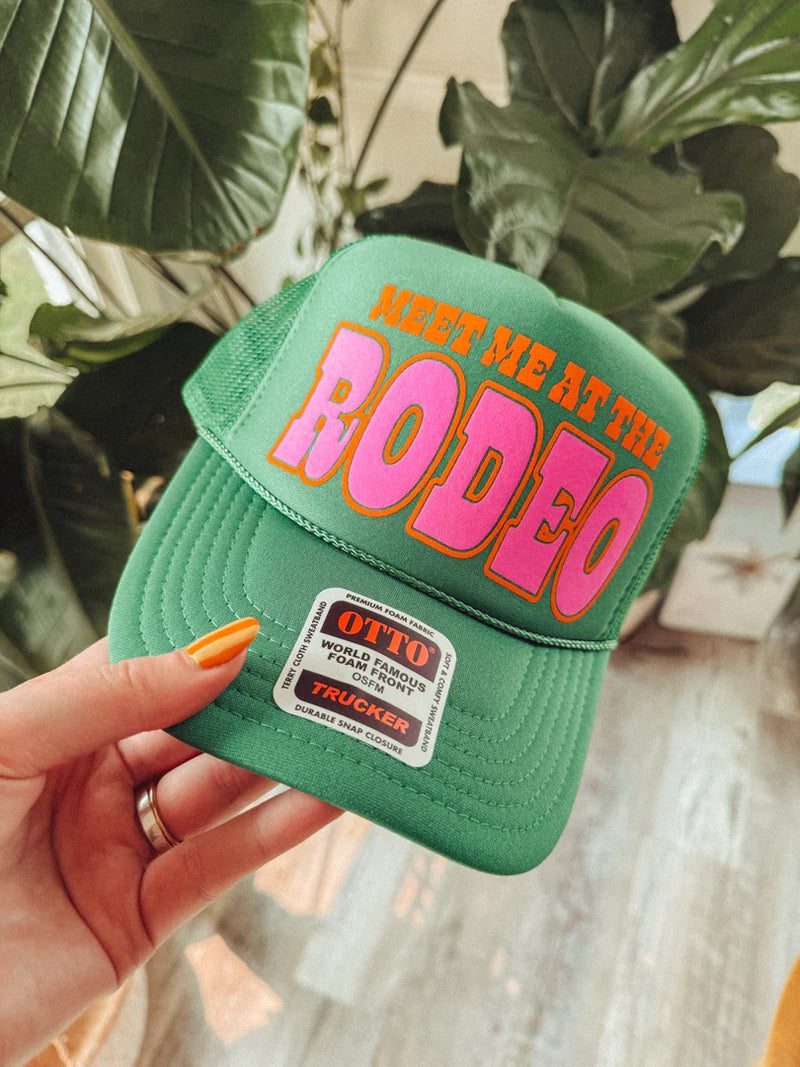 MEET ME AT THE
RODEO
PREMIUM FOAM FABRIC
TERRY CLOTH SWEATBAND
OTTO®
WORLD FAMOUS
FOAM FRONT
OSFM
TRUCKER
SOFT & COMFY SWEATBAND
DURABLE SNAP CLOSURE